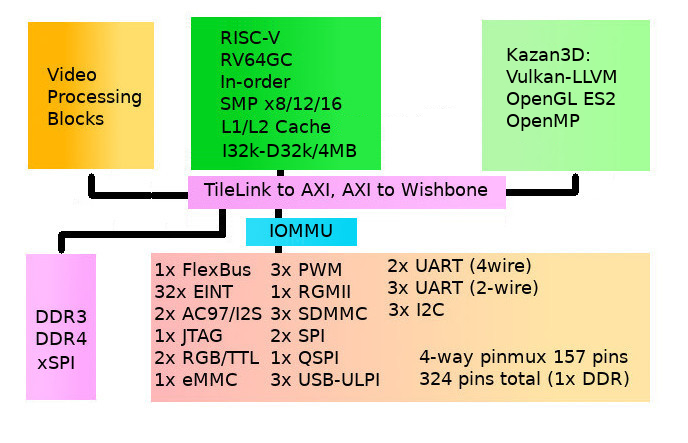 Video
Processing
Blocks
RISC-V
RV64GC
In-order
SMP x8/12/16
L1/L2 Cache
I32k-D32k/4MB
Kazan3D:
Vulkan-LLVM
OpenGL ES2
OpenMP
TileLink to AXI, AXI to Wishbone
IOMMU
DDR3
DDR4
xSPI
1x FlexBus
32x EINT
2x AC97/I2S
1x JTAG
2x RGB/TTL
1x eMMC
3x PWM
1x RGMII
3x SDMMC
2x SPI
1x QSPI
3x USB-ULPI
2x UART (4wire)
3x UART (2-wire)
3x I2C
4-way pinmux 157 pins
324 pins total (1x DDR)